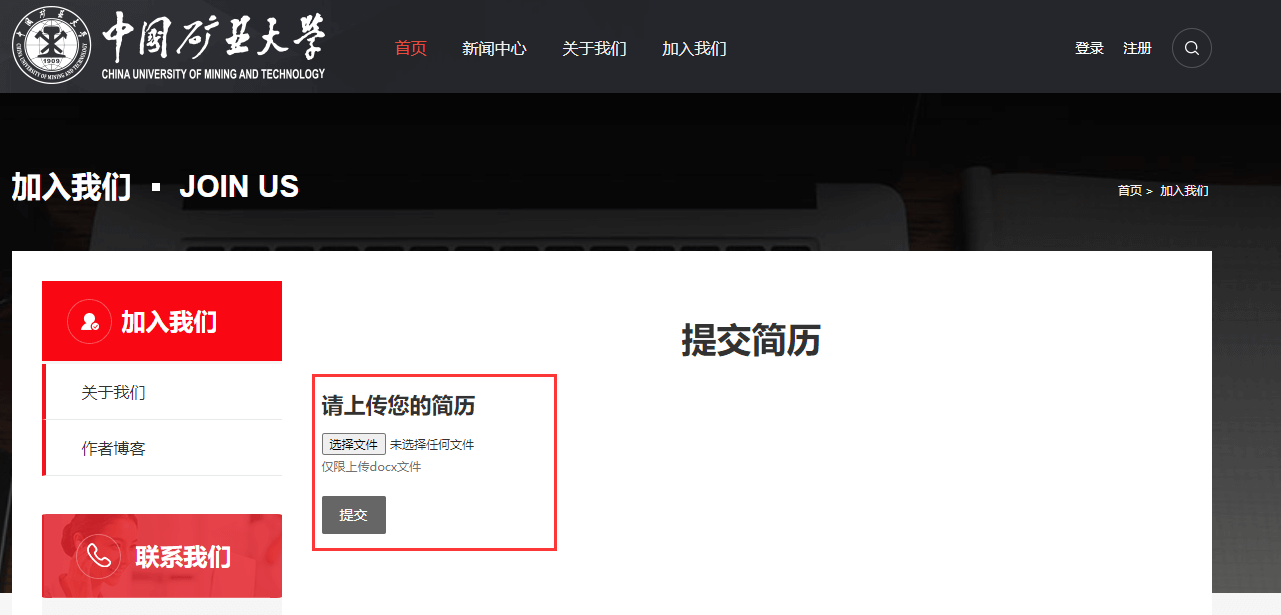 中国矿业大学
CHINA UNIVERSITY OF MINING AND TECHNOLOGY
1909
首页 新闻中心 关于我们 加入我们
登录 注册
加入我们 ▪ JOIN US
首页 > 加入我们
加入我们
关于我们
作者博客
联系我们
提交简历
请上传您的简历
选择文件 未选择任何文件
仅限上传docx文件
提交